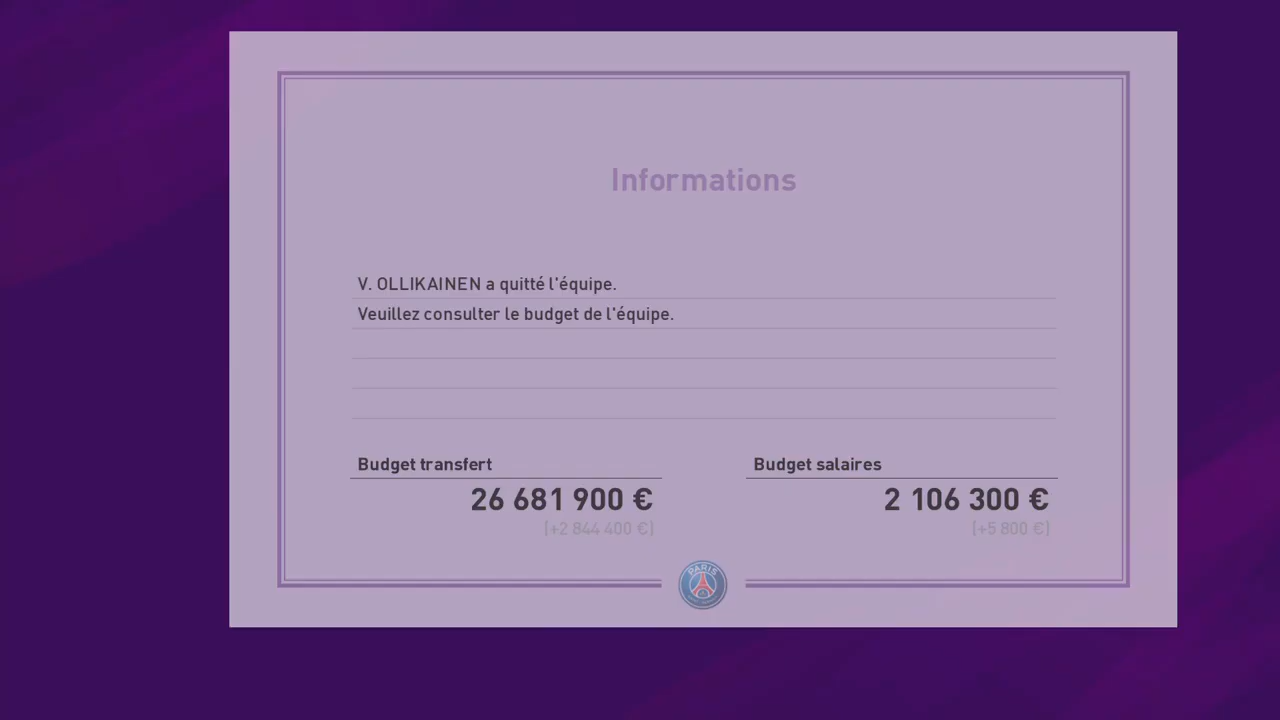 Informations
V. OLLIKAINEN a quitté l'équipe.
Veuillez consulter le budget de l'équipe.
Budget transfert
26 681 900 €
(+2 844 400 €)
Budget salaires
2 106 300 €
(+5 800 €)
PARIS